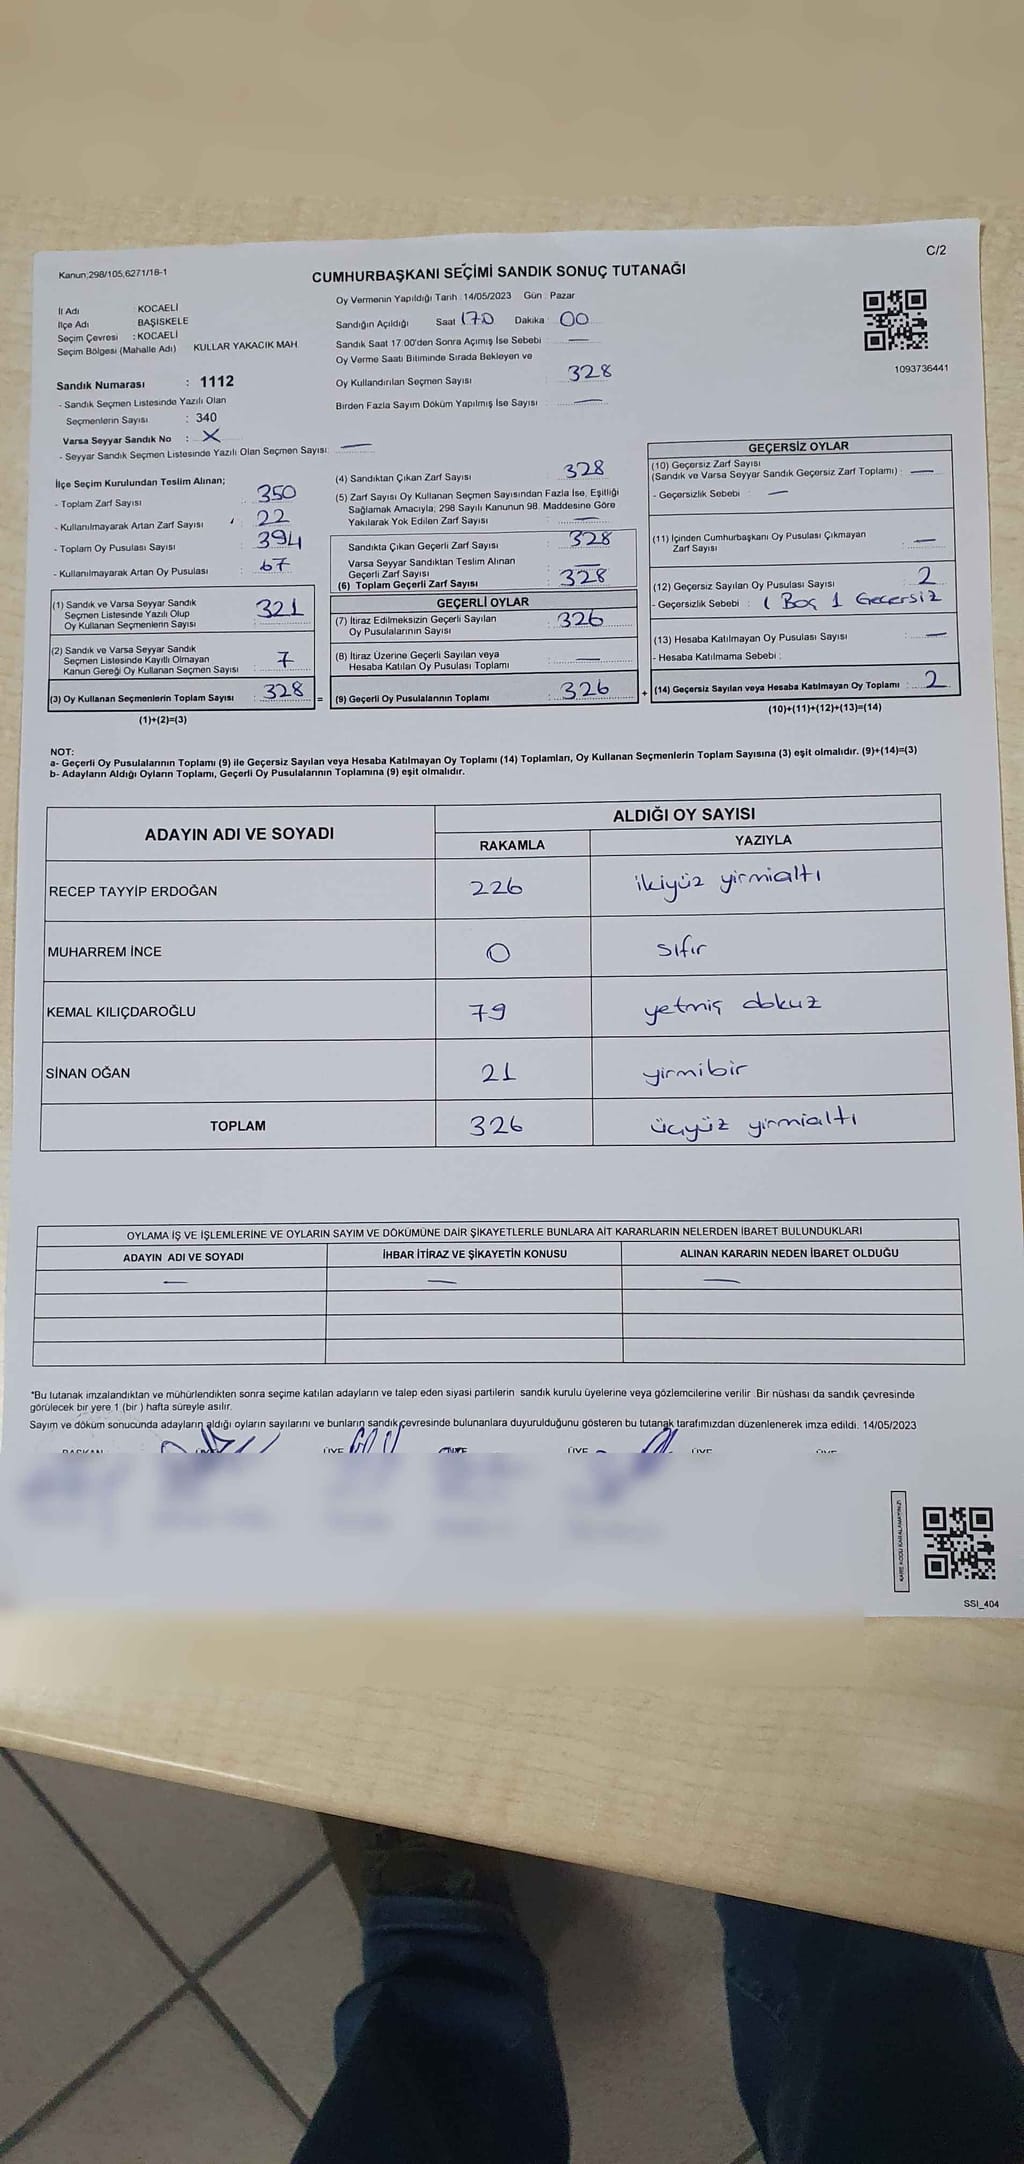 C/2
Kanun;298/105,6271/18-1
CUMHURBAŞKANI SEÇİMİ SANDIK SONUÇ TUTANAĞI
İl Adı : KOCAELİ
İlçe Adı : BAŞİSKELE
Seçim Çevresi : KOCAELİ
Seçim Bölgesi (Mahalle Adı) KULLAR YAKACIK MAH
Sandık Numarası : 1112
- Sandık Seçmen Listesinde Yazılı Olan
Seçmenlerin Sayısı : 340
Varsa Seyyar Sandık No : X
- Seyyar Sandık Seçmen Listesinde Yazılı Olan Seçmen Sayısı: —
Oy Vermenin Yapıldığı Tarih : 14/05/2023 Gün : Pazar
Sandığın Açıldığı Saat 170 Dakika 00
Sandık Saat 17.00'den Sonra Açılmış İse Sebebi : —
Oy Verme Saati Bitiminde Sırada Bekleyen ve
Oy Kullandırılan Seçmen Sayısı : 328
Birden Fazla Sayım Döküm Yapılmış İse Sayısı : —
1093736441
İlçe Seçim Kurulundan Teslim Alınan;
- Toplam Zarf Sayısı : 350
- Kullanılmayarak Artan Zarf Sayısı : 22
- Toplam Oy Pusulası Sayısı : 394
- Kullanılmayarak Artan Oy Pusulası : 67
(1) Sandık ve Varsa Seyyar Sandık
Seçmen Listesinde Yazılı Olup
Oy Kullanan Seçmenlerin Sayısı : 321
(2) Sandık ve Varsa Seyyar Sandık
Seçmen Listesinde Kayıtlı Olmayan
Kanun Gereği Oy Kullanan Seçmen Sayısı : 7
(3) Oy Kullanan Seçmenlerin Toplam Sayısı : 328 =
(1)+(2)=(3)
(4) Sandıktan Çıkan Zarf Sayısı : 328
(5) Zarf Sayısı Oy Kullanan Seçmen Sayısından Fazla İse, Eşitliği
Sağlamak Amacıyla; 298 Sayılı Kanunun 98. Maddesine Göre
Yakılarak Yok Edilen Zarf Sayısı : —
Sandıkta Çıkan Geçerli Zarf Sayısı : 328
Varsa Seyyar Sandıktan Teslim Alınan
Geçerli Zarf Sayısı : —
(6) Toplam Geçerli Zarf Sayısı : 328
GEÇERLİ OYLAR
(7) İtiraz Edilmeksizin Geçerli Sayılan
Oy Pusulalarının Sayısı : 326
(8) İtiraz Üzerine Geçerli Sayılan veya
Hesaba Katılan Oy Pusulası Toplamı : —
(9) Geçerli Oy Pusulalarının Toplamı : 326 +
GEÇERSİZ OYLAR
(10) Geçersiz Zarf Sayısı
(Sandık ve Varsa Seyyar Sandık Geçersiz Zarf Toplamı) : —
- Geçersizlik Sebebi : —
(11) İçinden Cumhurbaşkanı Oy Pusulası Çıkmayan
Zarf Sayısı : —
(12) Geçersiz Sayılan Oy Pusulası Sayısı : 2
- Geçersizlik Sebebi : 1 Boş 1 Geçersiz
(13) Hesaba Katılmayan Oy Pusulası Sayısı : —
- Hesaba Katılmama Sebebi :
(14) Geçersiz Sayılan veya Hesaba Katılmayan Oy Toplamı : 2
(10)+(11)+(12)+(13)=(14)
NOT:
a- Geçerli Oy Pusulalarının Toplamı (9) ile Geçersiz Sayılan veya Hesaba Katılmayan Oy Toplamı (14) Toplamları, Oy Kullanan Seçmenlerin Toplam Sayısına (3) eşit olmalıdır. (9)+(14)=(3)
b- Adayların Aldığı Oyların Toplamı, Geçerli Oy Pusulalarının Toplamına (9) eşit olmalıdır.
ADAYIN ADI VE SOYADI ALDIĞI OY SAYISI
RAKAMLA YAZIYLA
RECEP TAYYİP ERDOĞAN 226 ikiyüz yirmialtı
MUHARREM İNCE 0 sıfır
KEMAL KILIÇDAROĞLU 79 yetmiş dokuz
SİNAN OĞAN 21 yirmibir
TOPLAM 326 üçyüz yirmialtı
OYLAMA İŞ VE İŞLEMLERİNE VE OYLARIN SAYIM VE DÖKÜMÜNE DAİR ŞİKAYETLERLE BUNLARA AİT KARARLARIN NELERDEN İBARET BULUNDUKLARI
ADAYIN ADI VE SOYADI İHBAR İTİRAZ VE ŞİKAYETİN KONUSU ALINAN KARARIN NEDEN İBARET OLDUĞU
— — —
*Bu tutanak imzalandıktan ve mühürlendikten sonra seçime katılan adayların ve talep eden siyasi partilerin sandık kurulu üyelerine veya gözlemcilerine verilir. Bir nüshası da sandık çevresinde
görülecek bir yere 1 (bir ) hafta süreyle asılır.
Sayım ve döküm sonucunda adayların aldığı oyların sayılarını ve bunların sandık çevresinde bulunanlara duyurulduğunu gösteren bu tutanak tarafımızdan düzenlenerek imza edildi. 14/05/2023
BAŞKAN ÜYE ÜYE ÜYE ÜYE ÜYE
KARE KODU KARALAMAYINIZ!
SSI_404